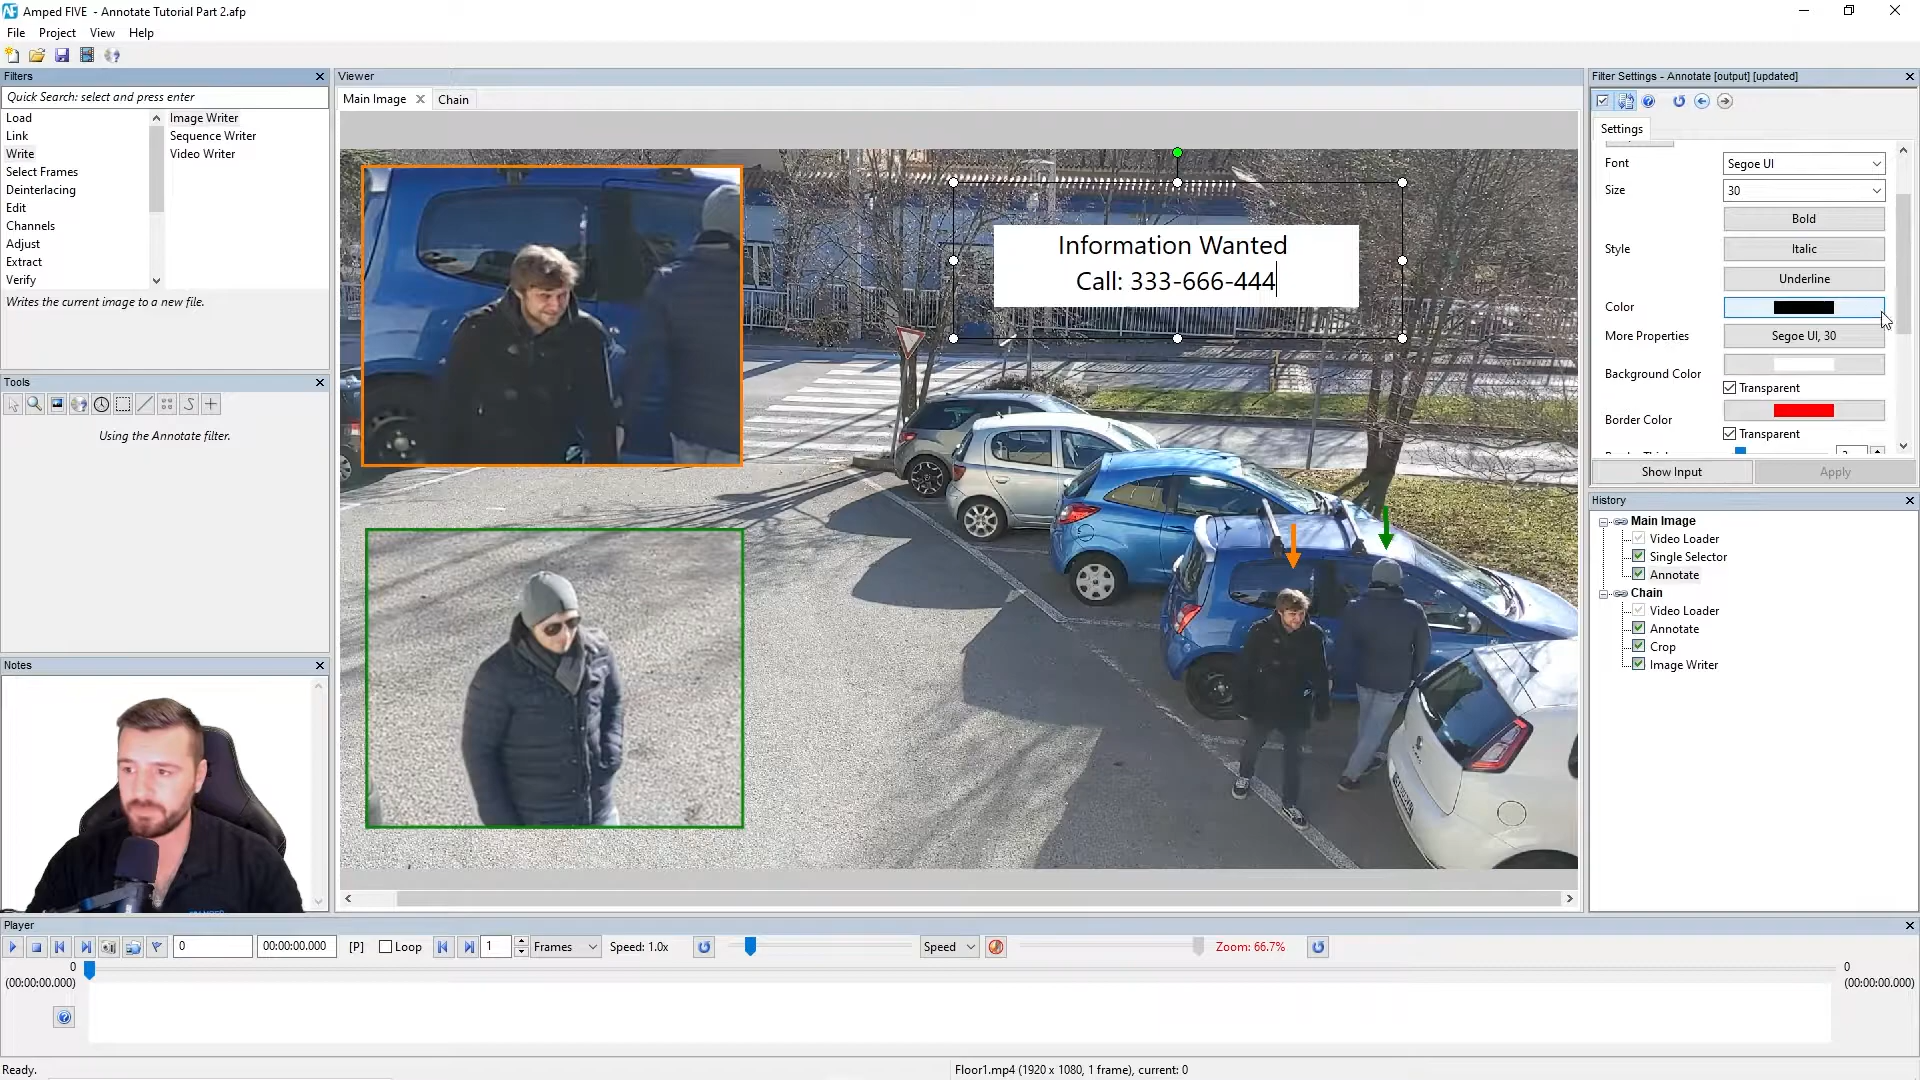 Amped FIVE - Annotate Tutorial Part 2.afp
File Project View Help
Filters
Quick Search: select and press enter
Load
Link
Write
Select Frames
Deinterlacing
Edit
Channels
Adjust
Extract
Verify
Image Writer
Sequence Writer
Video Writer
Writes the current image to a new file.
Tools
Using the Annotate filter.
Notes
Viewer
Main Image
Chain
Information Wanted
Call: 333-666-444
Filter Settings - Annotate [output] [updated]
Settings
Font Segoe UI
Size 30
Bold
Style Italic
Underline
Color
More Properties Segoe UI, 30
Background Color
Transparent
Border Color
Transparent
Show Input Apply
History
Main Image
Video Loader
Single Selector
Annotate
Chain
Video Loader
Annotate
Crop
Image Writer
Player
0 00:00:00.000 [P] Loop 1 Frames Speed: 1.0x Speed Zoom: 66.7%
0
(00:00:00.000)
0
(00:00:00.000)
Ready.
Floor1.mp4 (1920 x 1080, 1 frame), current: 0